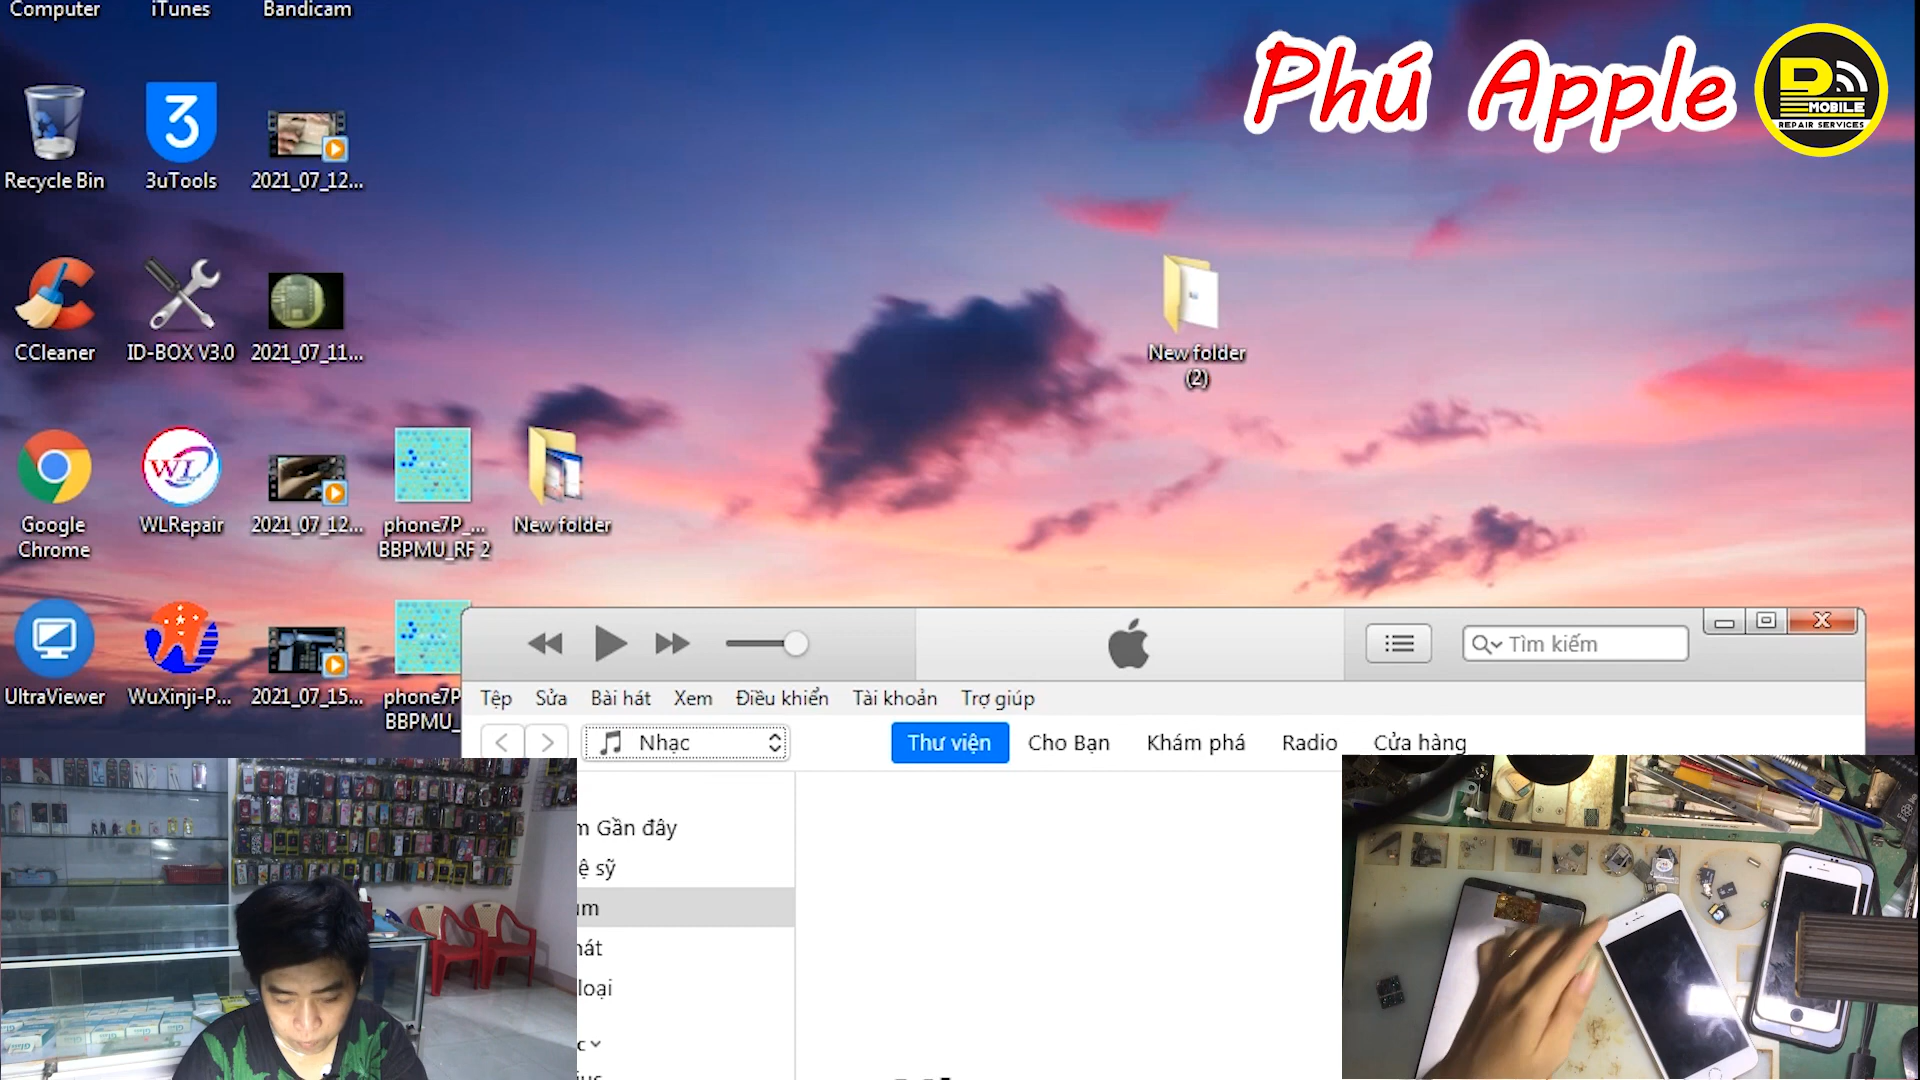 Computer
iTunes
Bandicam
Phú Apple
MOBILE
REPAIR SERVICES
Recycle Bin
3uTools
2021_07_12...
CCleaner
ID-BOX V3.0
2021_07_11...
New folder
(2)
Google
Chrome
WLRepair
2021_07_12...
phone7P_...
BBPMU_RF 2
New folder
UltraViewer
WuXinji-P...
2021_07_15...
phone7P
BBPMU_
Tìm kiếm
Tệp Sửa Bài hát Xem Điều khiển Tài khoản Trợ giúp
Nhạc
Thư viện Cho Bạn Khám phá Radio Cửa hàng
m Gần đây
ệ sỹ
um
hát
loại